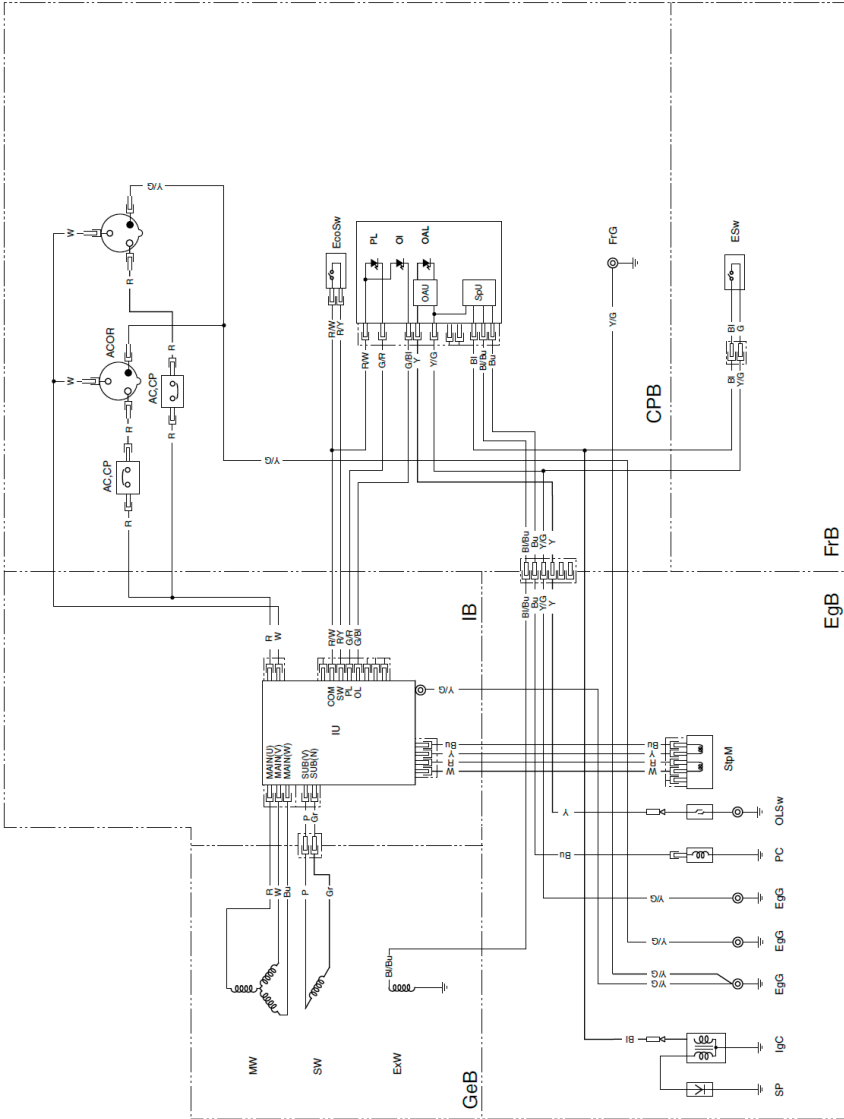 Y/G
W
R
R
ACOR
W
R
AC,CP
R
AC,CP
R
Y/G
R
EcoSw
R/W
R/Y
PL
OI
OAL
OAU
SpU
R/W
G/R
G/Bl
Y
Y/G
Bl
Bl/Bu
Bu
FrG
Y/G
ESw
Bl
G
Bl
Y/G
CPB
FrB
EgB
IB
Bl/Bu
Bu
Y/G
Y
Bl/Bu
Bu
Y/G
Y
R
W
R/W
R/Y
G/R
G/Bl
COM
SW
PL
OL
IU
MAIN(U)
MAIN(V)
MAIN(W)
SUB(V)
SUB(N)
Y/G
Bu
Y
R
W
Bu
Y
R
W
StpM
P
Gr
R
W
Bu
P
Gr
Bl/Bu
MW
SW
ExW
GeB
Y
OLSw
Bu
PC
Y/G
EgG
Y/G
EgG
Y/G
Y/G
EgG
Bl
IgC
SP